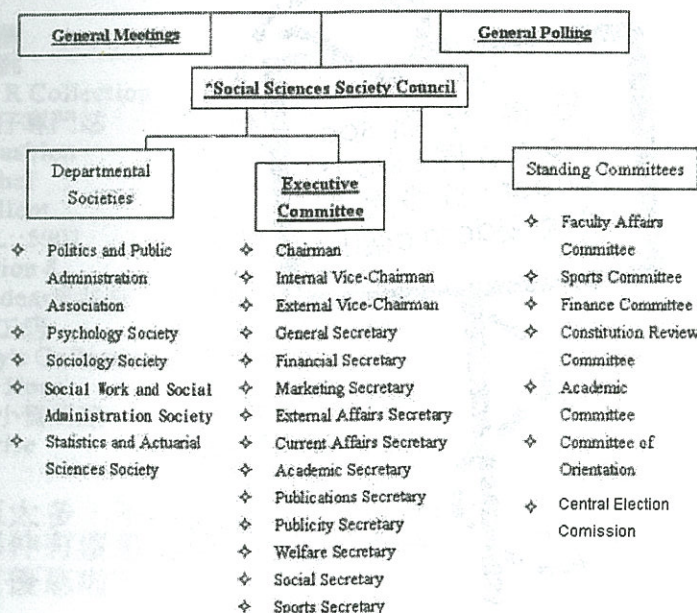 General Meetings
General Polling
*Social Sciences Society Council
Departmental
Societies
Politics and Public
Administration
Association
Psychology Society
Sociology Society
Social Work and Social
Administration Society
Statistics and Actuarial
Sciences Society
Executive
Committee
Chairman
Internal Vice-Chairman
External Vice-Chairman
General Secretary
Financial Secretary
Marketing Secretary
External Affairs Secretary
Current Affairs Secretary
Academic Secretary
Publications Secretary
Publicity Secretary
Welfare Secretary
Social Secretary
Sports Secretary
Standing Committees
Faculty Affairs
Committee
Sports Committee
Finance Committee
Constitution Review
Committee
Academic
Committee
Committee of
Orientation
Central Election
Comission